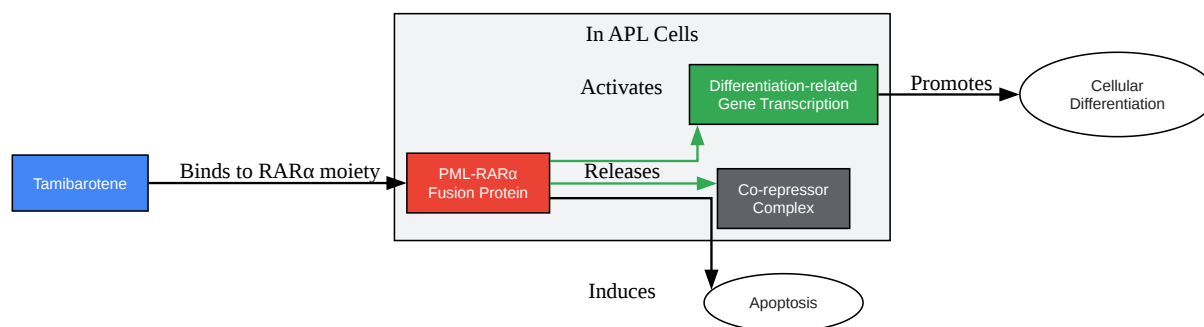 In APL Cells
Activates
Differentiation-related
Gene Transcription
Promotes
Cellular
Differentiation
Tamibarotene
Binds to RARα moiety
PML-RARα
Fusion Protein
Releases
Co-repressor
Complex
Induces
Apoptosis